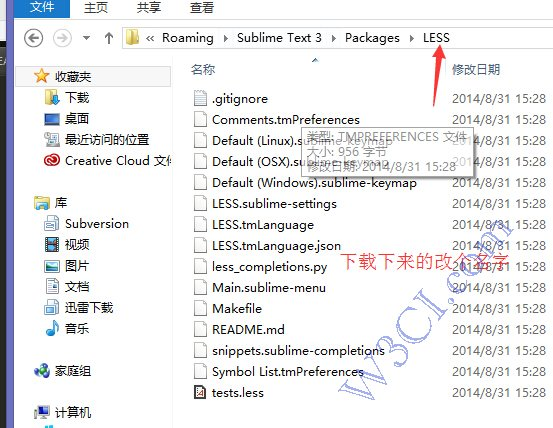 文件 主页 共享 查看
« Roaming Sublime Text 3 Packages LESS
收藏夹
下载
桌面
最近访问的位置
Creative Cloud 文件
库
Subversion
视频
图片
文档
迅雷下载
音乐
家庭组
计算机
名称 修改日期
.gitignore 2014/8/31 15:28
Comments.tmPreferences 2014/8/31 15:28
Default (Linux).sublime-keymap 2014/8/31 15:28
Default (OSX).sublime-keymap 2014/8/31 15:28
Default (Windows).sublime-keymap 2014/8/31 15:28
LESS.sublime-settings 2014/8/31 15:28
LESS.tmLanguage 2014/8/31 15:28
LESS.tmLanguage.json 2014/8/31 15:28
less_completions.py 2014/8/31 15:28
Main.sublime-menu 2014/8/31 15:28
Makefile 2014/8/31 15:28
README.md 2014/8/31 15:28
snippets.sublime-completions 2014/8/31 15:28
Symbol List.tmPreferences 2014/8/31 15:28
tests.less 2014/8/31 15:28
类型: TMPREFERENCES 文件
大小: 956 字节
修改日期: 2014/8/31 15:28
下载下来的改个名字
W3CI.com